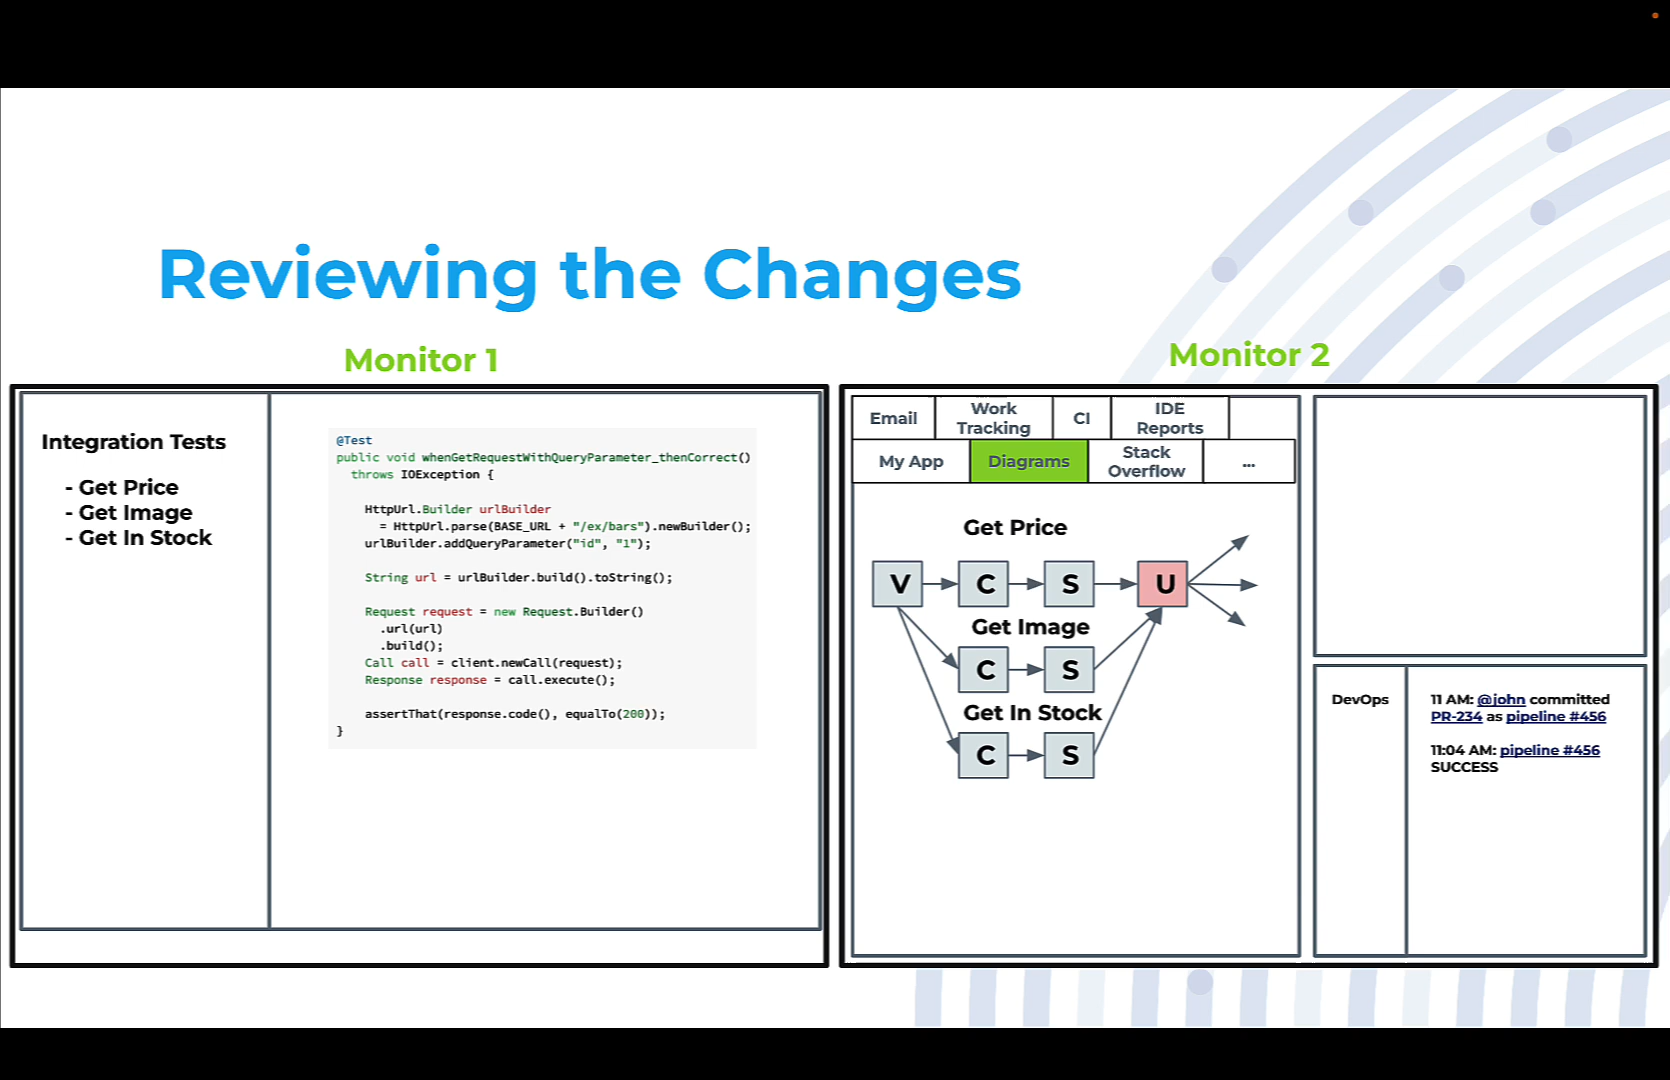 Reviewing the Changes
Monitor 1
Integration Tests
- Get Price
- Get Image
- Get In Stock
@Test
public void whenGetRequestWithQueryParameter_thenCorrect()
throws IOException {
HttpUrl.Builder urlBuilder
= HttpUrl.parse(BASE_URL + "/ex/bars").newBuilder();
urlBuilder.addQueryParameter("id", "1");
String url = urlBuilder.build().toString();
Request request = new Request.Builder()
.url(url)
.build();
Call call = client.newCall(request);
Response response = call.execute();
assertThat(response.code(), equalTo(200));
}
Monitor 2
Email
Work
Tracking
CI
IDE
Reports
My App
Diagrams
Stack
Overflow
...
Get Price
V C S U
Get Image
C S
Get In Stock
C S
DevOps
11 AM: @john committed
PR-234 as pipeline #456
11:04 AM: pipeline #456
SUCCESS